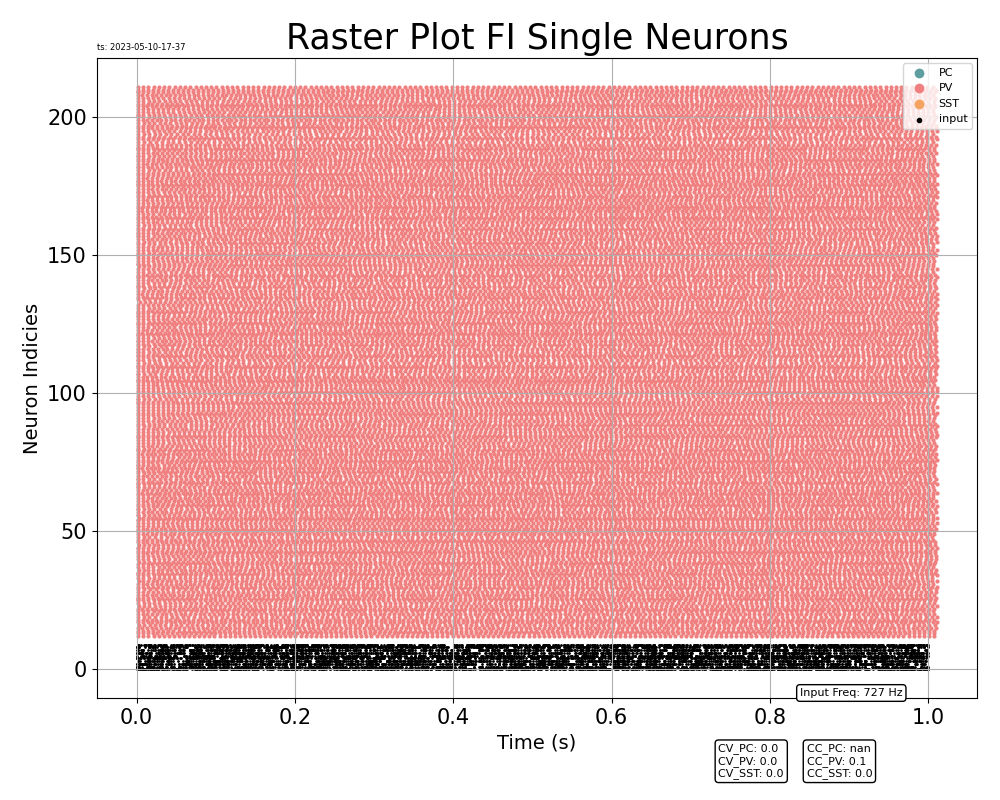 Raster Plot FI Single Neurons
ts: 2023-05-10-17-37
PC
PV
SST
input
200
150
100
50
0
Neuron Indicies
0.0 0.2 0.4 0.6 0.8 1.0
Time (s)
Input Freq: 727 Hz
CV_PC: 0.0
CV_PV: 0.0
CV_SST: 0.0
CC_PC: nan
CC_PV: 0.1
CC_SST: 0.0